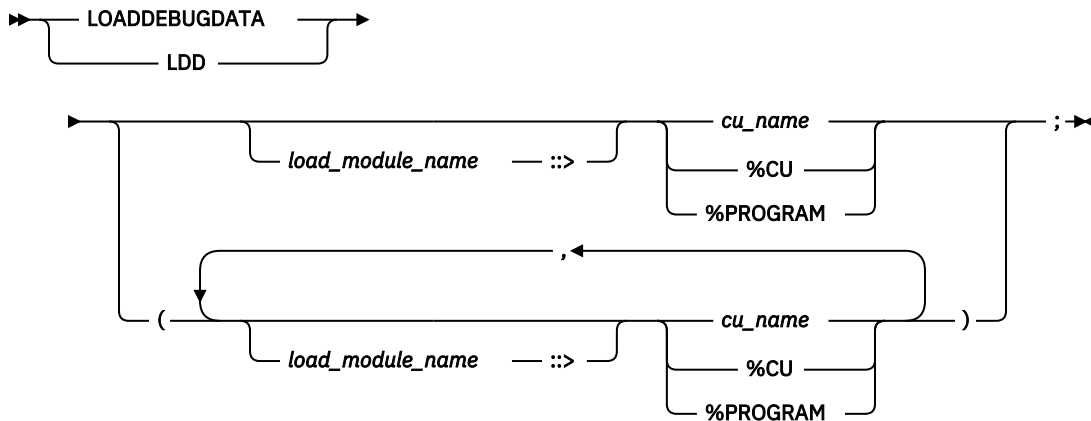 LOADDEBUGDATA
LDD
cu_name
load_module_name ::>
%CU
%PROGRAM
;
,
( cu_name )
load_module_name ::>
%CU
%PROGRAM